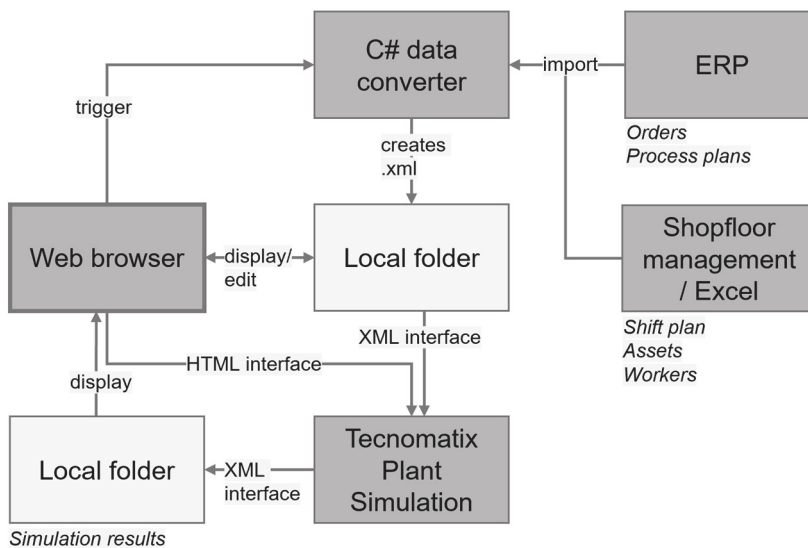 C# data
converter
import
ERP
trigger
Orders
Process plans
creates
.xml
Web browser
display/
edit
Local folder
Shopfloor
management
/ Excel
XML interface
Shift plan
Assets
Workers
HTML interface
display
Local folder
XML
interface
Tecnomatix
Plant
Simulation
Simulation results